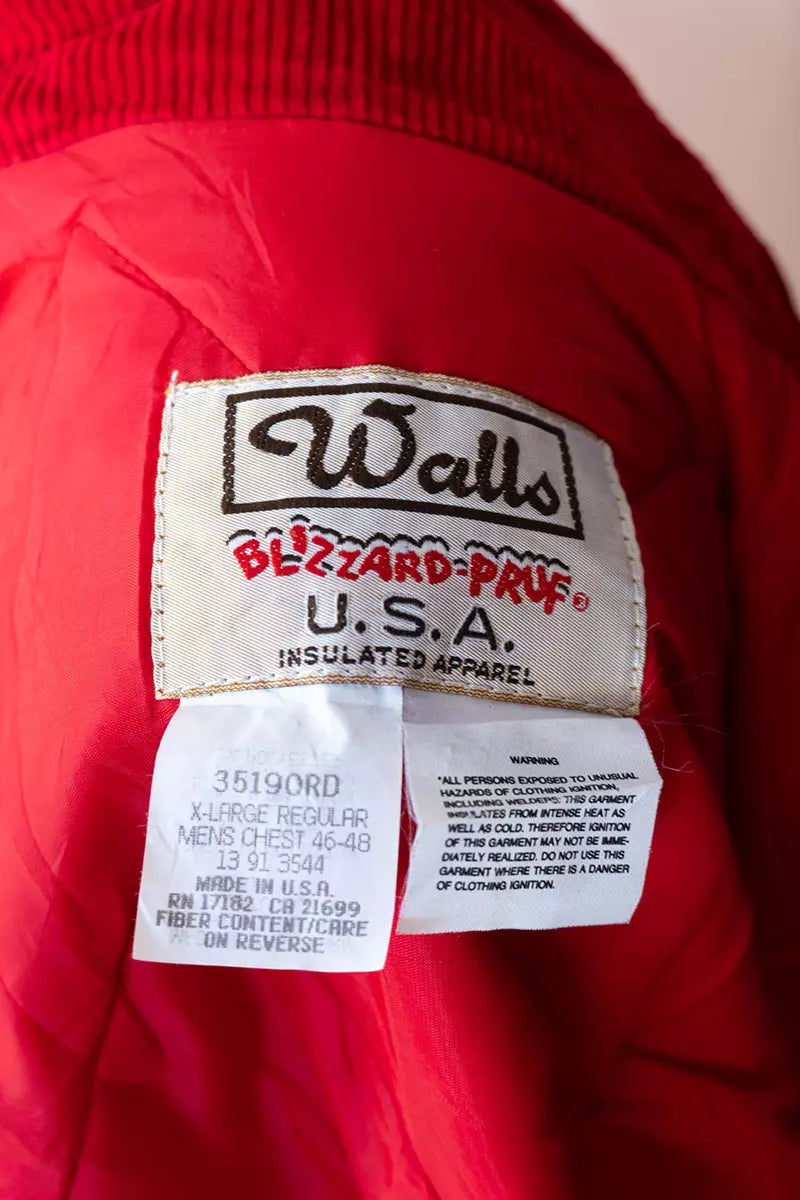 Walls
BLIZZARD-PRUF®
U.S.A.
INSULATED APPAREL
35190RD
X-LARGE REGULAR
MENS CHEST 46-48
13 91 3544
MADE IN U.S.A.
RN 17182 CA 21699
FIBER CONTENT/CARE
ON REVERSE
WARNING
*ALL PERSONS EXPOSED TO UNUSUAL
HAZARDS OF CLOTHING IGNITION,
INCLUDING WELDERS: THIS GARMENT
INSULATES FROM INTENSE HEAT AS
WELL AS COLD. THEREFORE IGNITION
OF THIS GARMENT MAY NOT BE IMME-
DIATELY REALIZED. DO NOT USE THIS
GARMENT WHERE THERE IS A DANGER
OF CLOTHING IGNITION.